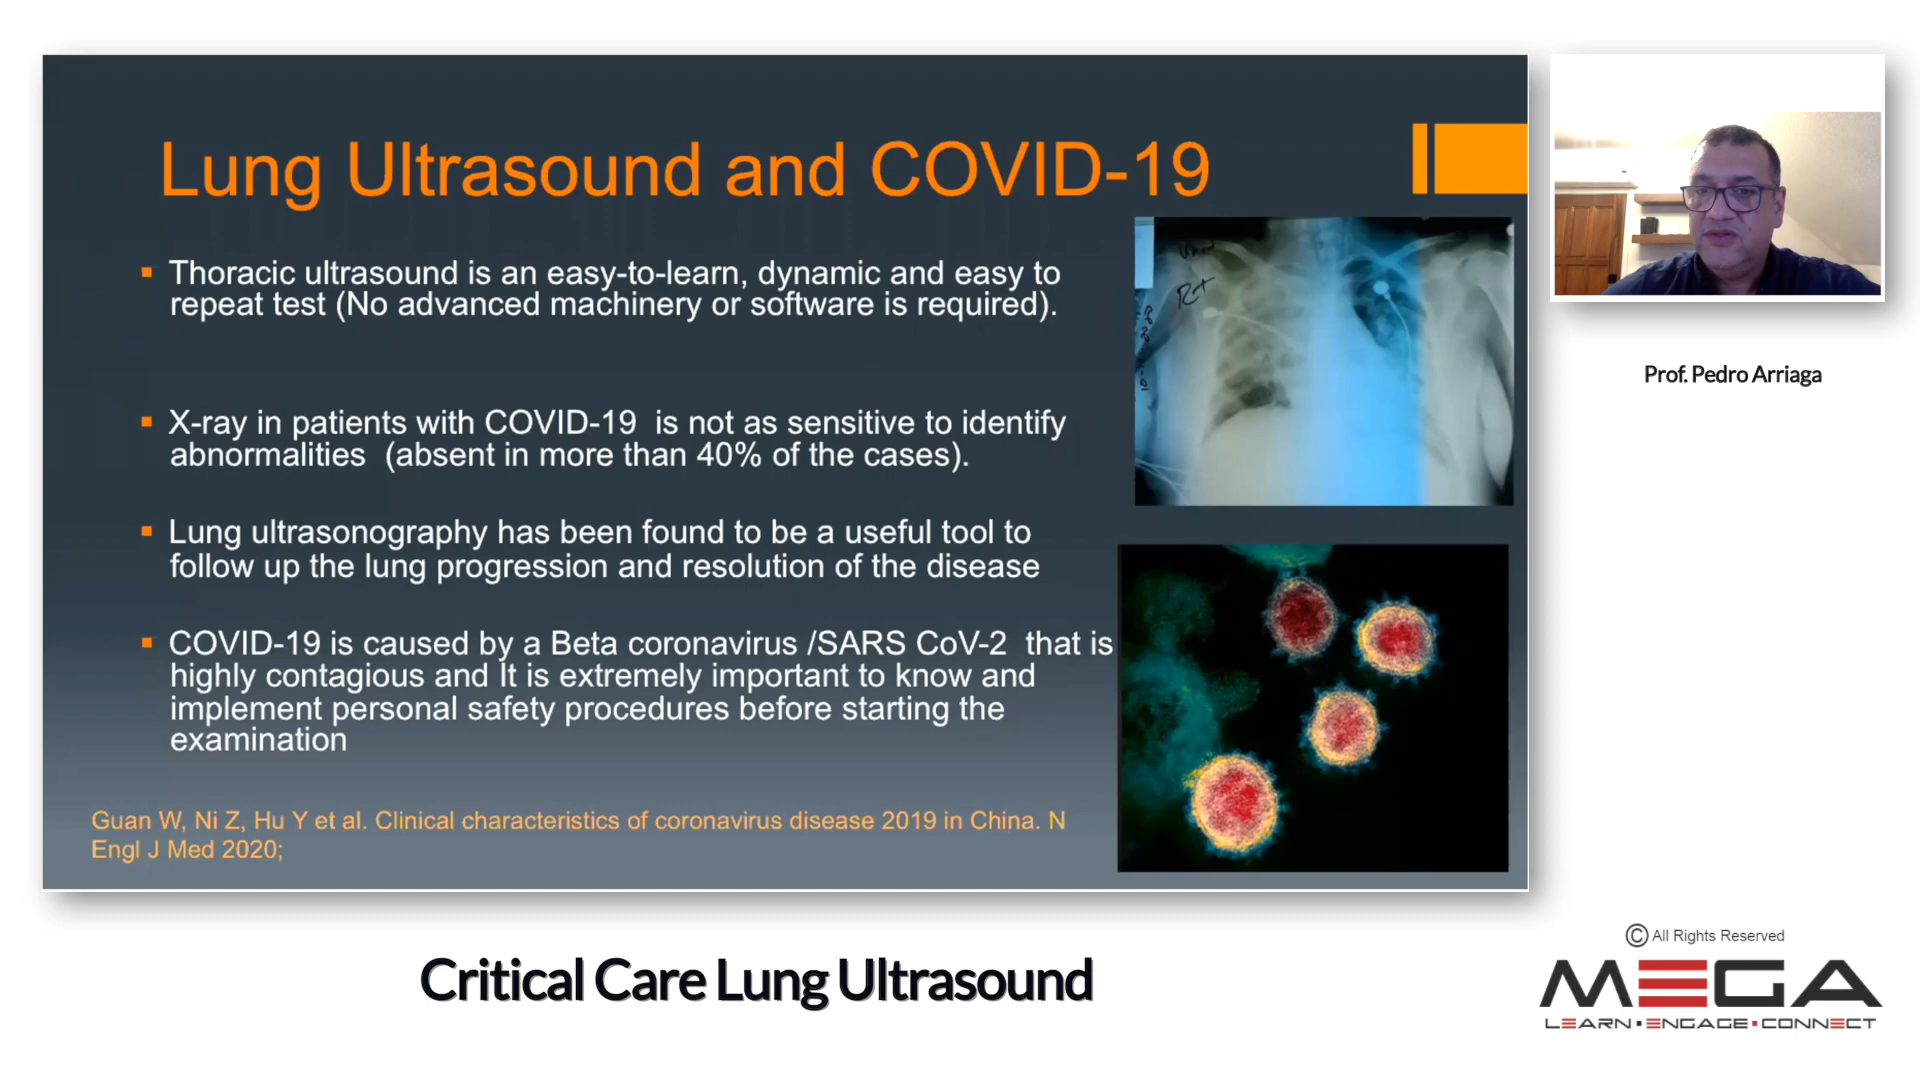 Lung Ultrasound and COVID-19
Thoracic ultrasound is an easy-to-learn, dynamic and easy to
repeat test (No advanced machinery or software is required).
X-ray in patients with COVID-19 is not as sensitive to identify
abnormalities (absent in more than 40% of the cases).
Lung ultrasonography has been found to be a useful tool to
follow up the lung progression and resolution of the disease
COVID-19 is caused by a Beta coronavirus /SARS CoV-2 that is
highly contagious and It is extremely important to know and
implement personal safety procedures before starting the
examination
Guan W, Ni Z, Hu Y et al. Clinical characteristics of coronavirus disease 2019 in China. N
Engl J Med 2020;
Prof. Pedro Arriaga
Critical Care Lung Ultrasound
© All Rights Reserved
MEGA
LEARN▪ENGAGE▪CONNECT